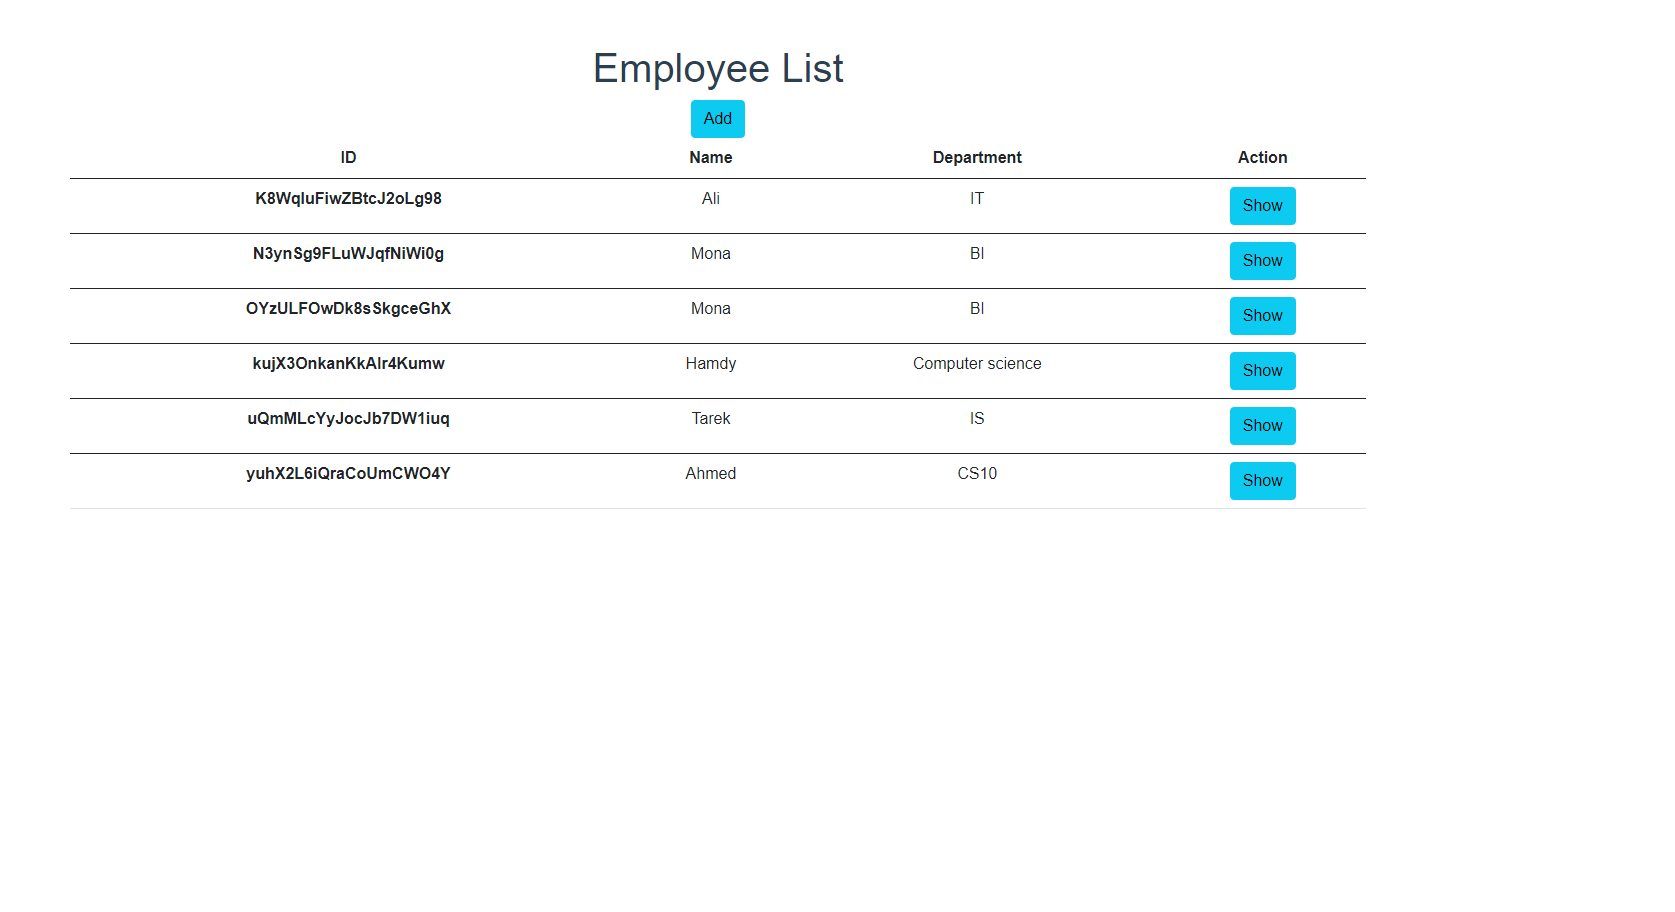 Employee List
Add
ID Name Department Action
K8WqluFiwZBtcJ2oLg98 Ali IT Show
N3ynSg9FLuWJqfNiWi0g Mona BI Show
OYzULFOwDk8sSkgceGhX Mona BI Show
kujX3OnkanKkAlr4Kumw Hamdy Computer science Show
uQmMLcYyJocJb7DW1iuq Tarek IS Show
yuhX2L6iQraCoUmCWO4Y Ahmed CS10 Show